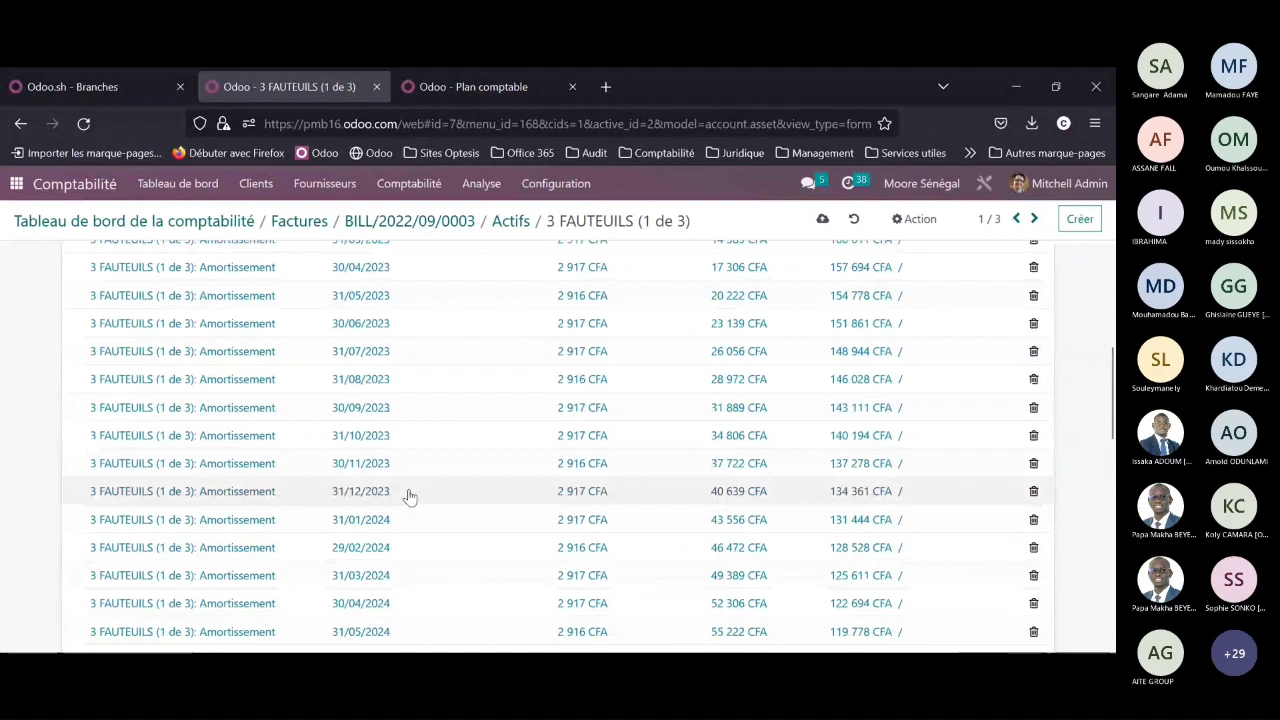 Odoo.sh - Branches
Odoo - 3 FAUTEUILS (1 de 3)
Odoo - Plan comptable
https://pmb16.odoo.com/web#id=7&menu_id=168&cids=1&active_id=2&model=account.asset&view_type=form
Importer les marque-pages...
Débuter avec Firefox
Odoo
Odoo
Sites Optetis
Office 365
Audit
Comptabilité
Juridique
Management
Services utiles
Autres marque-pages
Comptabilité
Tableau de bord
Clients
Fournisseurs
Comptabilité
Analyse
Configuration
5
38
Moore Sénégal
Mitchell Admin
Tableau de bord de la comptabilité / Factures / BILL/2022/09/0003 / Actifs / 3 FAUTEUILS (1 de 3)
Action
1 / 3
Créer
3 FAUTEUILS (1 de 3): Amortissement 30/04/2023 2 917 CFA 17 306 CFA 157 694 CFA /
3 FAUTEUILS (1 de 3): Amortissement 31/05/2023 2 916 CFA 20 222 CFA 154 778 CFA /
3 FAUTEUILS (1 de 3): Amortissement 30/06/2023 2 917 CFA 23 139 CFA 151 861 CFA /
3 FAUTEUILS (1 de 3): Amortissement 31/07/2023 2 917 CFA 26 056 CFA 148 944 CFA /
3 FAUTEUILS (1 de 3): Amortissement 31/08/2023 2 916 CFA 28 972 CFA 146 028 CFA /
3 FAUTEUILS (1 de 3): Amortissement 30/09/2023 2 917 CFA 31 889 CFA 143 111 CFA /
3 FAUTEUILS (1 de 3): Amortissement 31/10/2023 2 917 CFA 34 806 CFA 140 194 CFA /
3 FAUTEUILS (1 de 3): Amortissement 30/11/2023 2 916 CFA 37 722 CFA 137 278 CFA /
3 FAUTEUILS (1 de 3): Amortissement 31/12/2023 2 917 CFA 40 639 CFA 134 361 CFA /
3 FAUTEUILS (1 de 3): Amortissement 31/01/2024 2 917 CFA 43 556 CFA 131 444 CFA /
3 FAUTEUILS (1 de 3): Amortissement 29/02/2024 2 916 CFA 46 472 CFA 128 528 CFA /
3 FAUTEUILS (1 de 3): Amortissement 31/03/2024 2 917 CFA 49 389 CFA 125 611 CFA /
3 FAUTEUILS (1 de 3): Amortissement 30/04/2024 2 917 CFA 52 306 CFA 122 694 CFA /
3 FAUTEUILS (1 de 3): Amortissement 31/05/2024 2 916 CFA 55 222 CFA 119 778 CFA /
SA
Sangare Adama
MF
Mamadou FAYE
AF
ASSANE FALL
OM
Oumou Khalssou...
I
IBRAHIMA
MS
mady sissokho
MD
Mouhamadou Ba...
GG
Ghislaine GUEYE [...
SL
Souleymane ly
KD
Khardiatou Deme...
Issaka ADOUM [...
AO
Arnold ODUNLAMI
Papa Makha BEYE...
KC
Koly CAMARA [O...
Papa Makha BEYE...
SS
Sophie SONKO [...
AG
AITE GROUP
+29